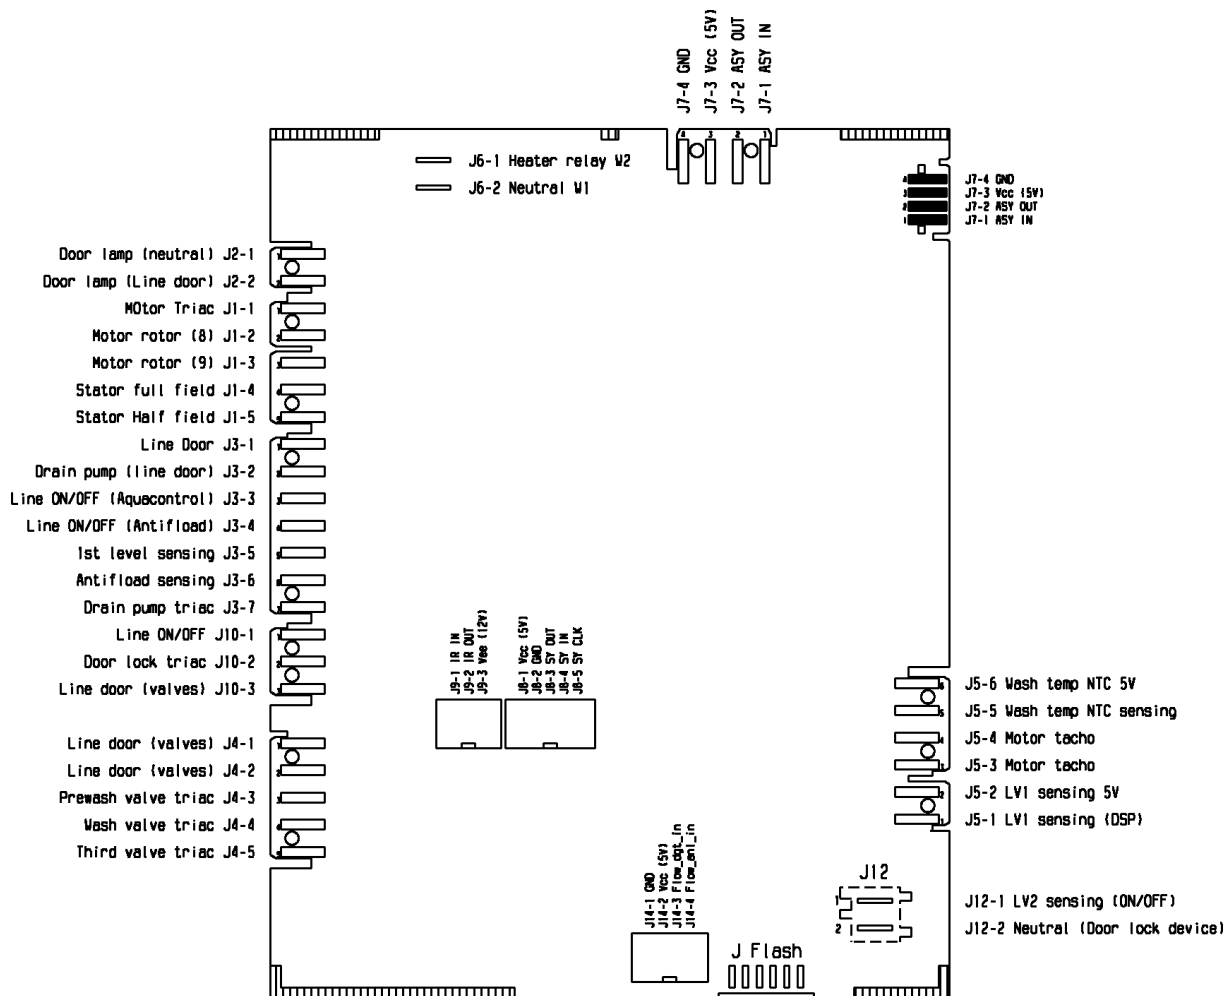 J7-4 GND
J7-3 Vcc (5V)
J7-2 ASY OUT
J7-1 ASY IN
4 3 2 1
J6-1 Heater relay W2
J6-2 Neutral W1
4 J7-4 GND
3 J7-3 Vcc (5V)
2 J7-2 ASY OUT
1 J7-1 ASY IN
Door lamp (neutral) J2-1
Door lamp (Line door) J2-2
MOtor Triac J1-1
Motor rotor (8) J1-2
Motor rotor (9) J1-3
Stator full field J1-4
Stator Half field J1-5
Line Door J3-1
Drain pump (line door) J3-2
Line ON/OFF (Aquacontrol) J3-3
Line ON/OFF (Antifload) J3-4
1st level sensing J3-5
Antifload sensing J3-6
Drain pump triac J3-7
Line ON/OFF J10-1
Door lock triac J10-2
Line door (valves) J10-3
Line door (valves) J4-1
Line door (valves) J4-2
Prewash valve triac J4-3
Wash valve triac J4-4
Third valve triac J4-5
J9-1 IR IN
J9-2 IR OUT
J9-3 Vee (12V)
J8-1 Vcc (5V)
J8-2 GND
J8-3 SY OUT
J8-4 SY IN
J8-5 SY CLK
J5-6 Wash temp NTC 5V
J5-5 Wash temp NTC sensing
J5-4 Motor tacho
J5-3 Motor tacho
J5-2 LV1 sensing 5V
J5-1 LV1 sensing (DSP)
J14-1 GND
J14-2 Vcc (5V)
J14-3 Flow_dgt_in
J14-4 Flow_anl_in
J12
1
2
J12-1 LV2 sensing (ON/OFF)
J12-2 Neutral (Door lock device)
J Flash